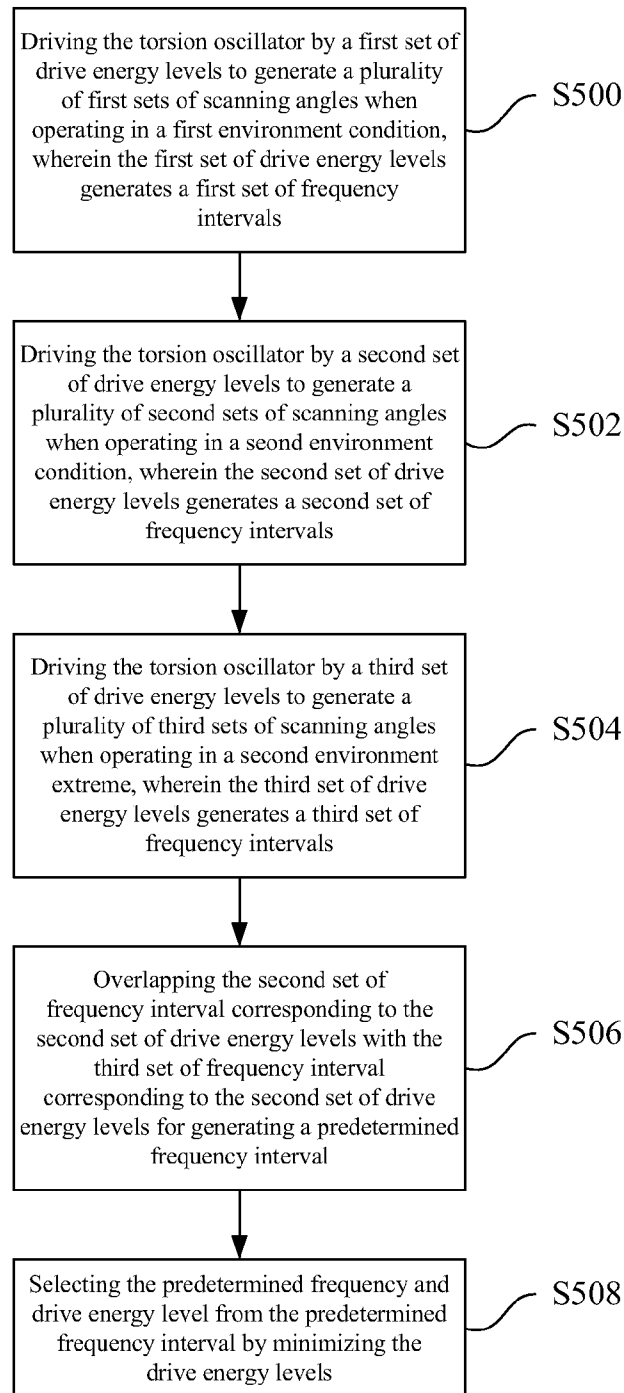 Driving the torsion oscillator by a first set of
drive energy levels to generate a plurality
of first sets of scanning angles when
operating in a first environment condition,
wherein the first set of drive energy levels
generates a first set of frequency
intervals
S500
Driving the torsion oscillator by a second set
of drive energy levels to generate a
plurality of second sets of scanning angles
when operating in a seond environment
condition, wherein the second set of drive
energy levels generates a second set of
frequency intervals
S502
Driving the torsion oscillator by a third set
of drive energy levels to generate a
plurality of third sets of scanning angles
when operating in a second environment
extreme, wherein the third set of drive
energy levels generates a third set of
frequency intervals
S504
Overlapping the second set of
frequency interval corresponding to the
second set of drive energy levels with the
third set of frequency interval
corresponding to the second set of drive
energy levels for generating a predetermined
frequency interval
S506
Selecting the predetermined frequency and
drive energy level from the predetermined
frequency interval by minimizing the
drive energy levels
S508